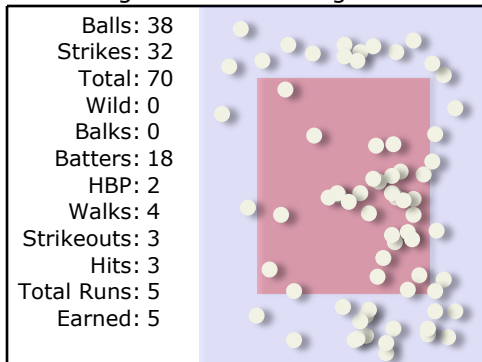 Balls: 38
Strikes: 32
Total: 70
Wild: 0
Balks: 0
Batters: 18
HBP: 2
Walks: 4
Strikeouts: 3
Hits: 3
Total Runs: 5
Earned: 5